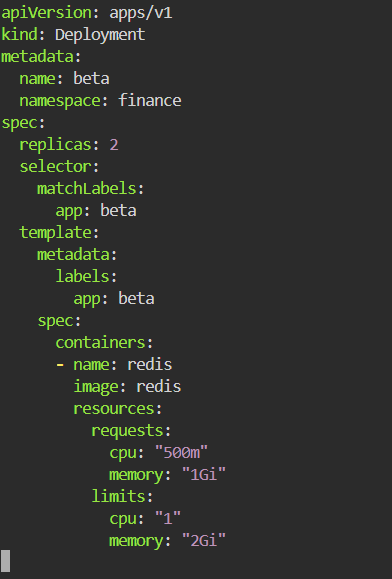 apiVersion: apps/v1
kind: Deployment
metadata:
  name: beta
  namespace: finance
spec:
  replicas: 2
  selector:
    matchLabels:
      app: beta
  template:
    metadata:
      labels:
        app: beta
    spec:
      containers:
      - name: redis
        image: redis
        resources:
          requests:
            cpu: "500m"
            memory: "1Gi"
          limits:
            cpu: "1"
            memory: "2Gi"